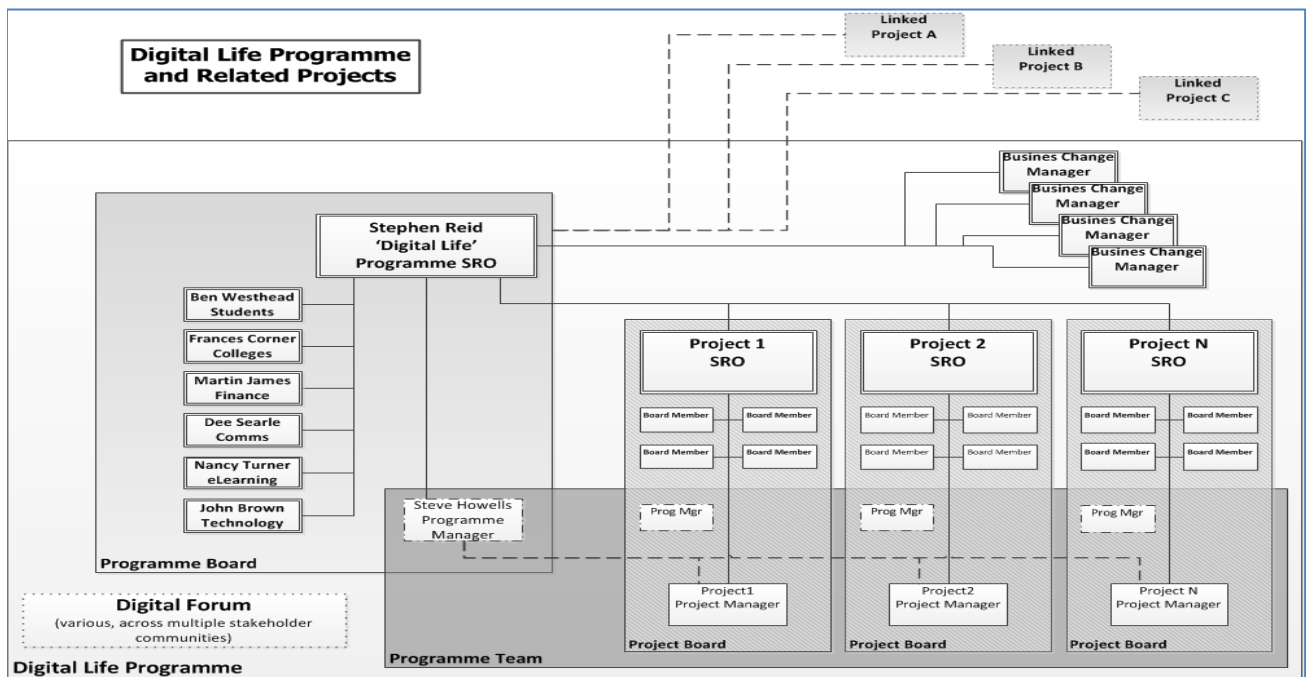 Digital Life Programme
and Related Projects
Linked
Project A
Linked
Project B
Linked
Project C
Busines Change
Manager
Busines Change
Manager
Busines Change
Manager
Busines Change
Manager
Stephen Reid
‘Digital Life’
Programme SRO
Ben Westhead
Students
Frances Corner
Colleges
Martin James
Finance
Dee Searle
Comms
Nancy Turner
eLearning
John Brown
Technology
Steve Howells
Programme
Manager
Programme Board
Project 1
SRO
Board Member
Board Member
Board Member
Board Member
Prog Mgr
Project1
Project Manager
Project Board
Project 2
SRO
Board Member
Board Member
Board Member
Board Member
Prog Mgr
Project2
Project Manager
Project Board
Project N
SRO
Board Member
Board Member
Board Member
Board Member
Prog Mgr
Project N
Project Manager
Project Board
Digital Forum
(various, across multiple stakeholder
communities)
Programme Team
Digital Life Programme